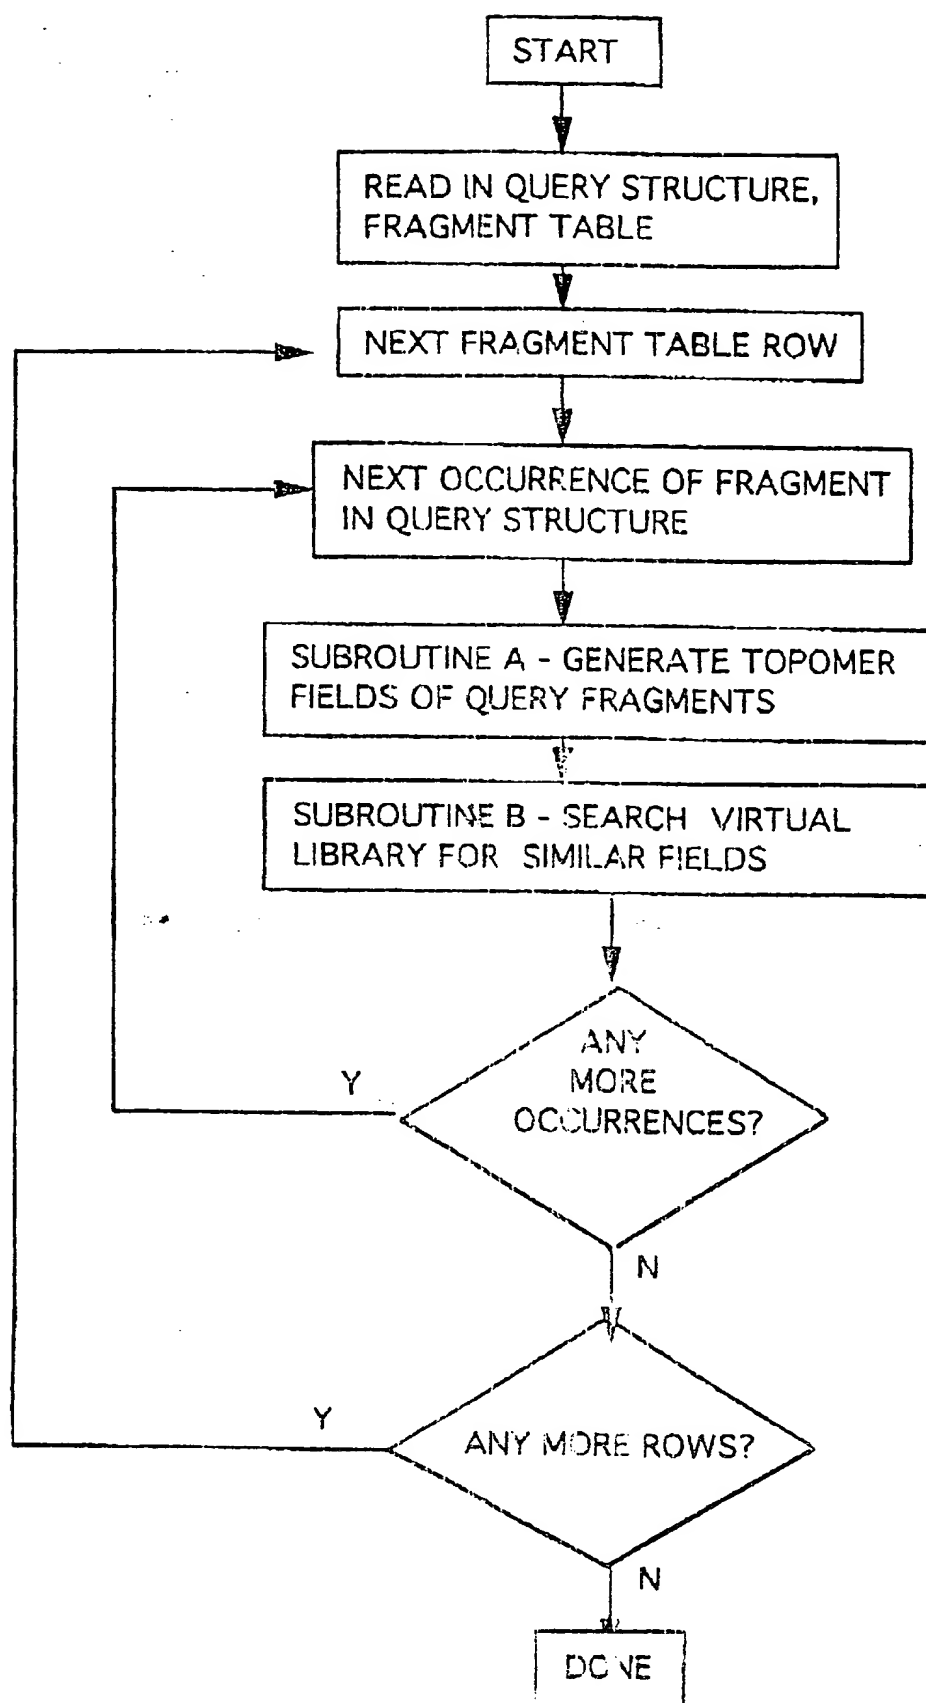 START
READ IN QUERY STRUCTURE,
FRAGMENT TABLE
NEXT FRAGMENT TABLE ROW
NEXT OCCURRENCE OF FRAGMENT
IN QUERY STRUCTURE
SUBROUTINE A - GENERATE TOPOMER
FIELDS OF QUERY FRAGMENTS
SUBROUTINE B - SEARCH VIRTUAL
LIBRARY FOR SIMILAR FIELDS
ANY
MORE
OCCURRENCES?
Y
N
ANY MORE ROWS?
Y
N
DONE